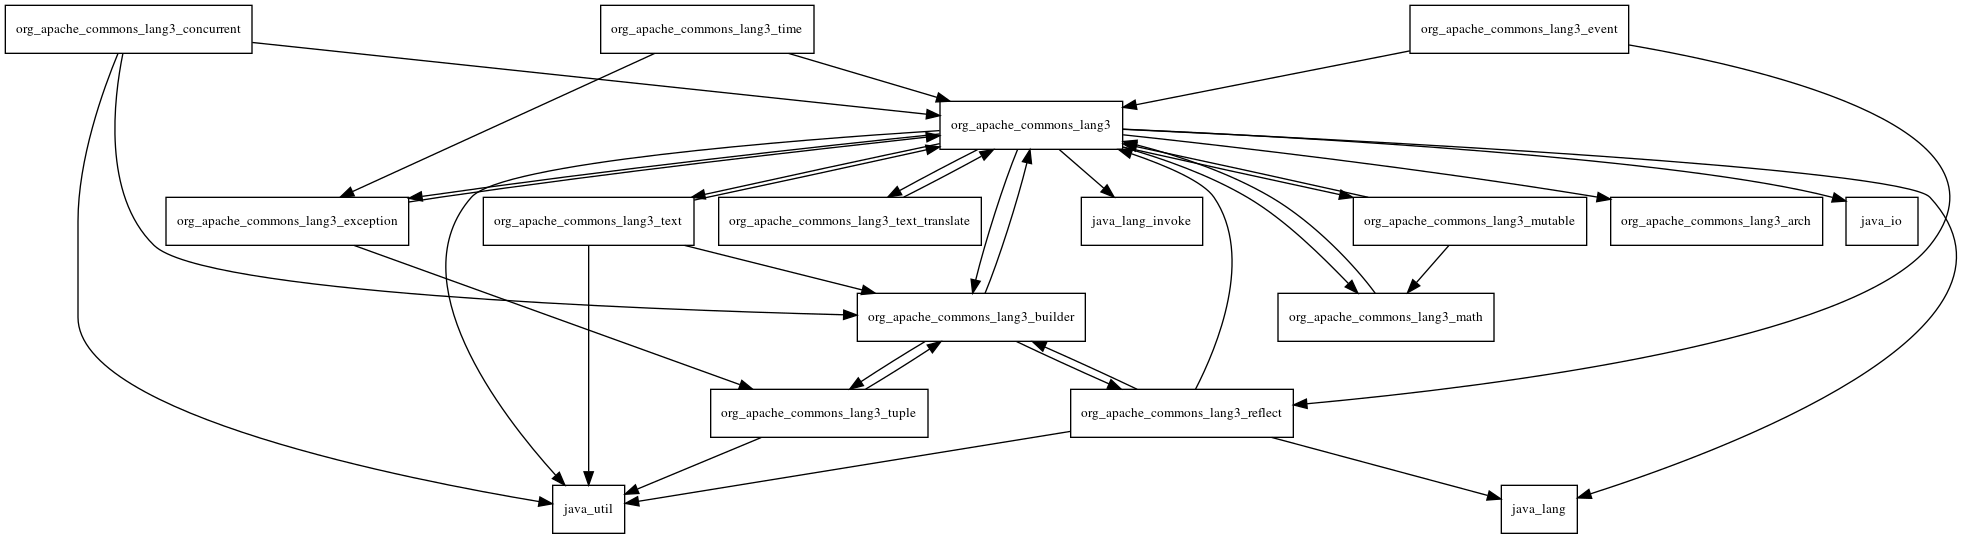 org_apache_commons_lang3_concurrent
org_apache_commons_lang3_time
org_apache_commons_lang3_event
org_apache_commons_lang3
org_apache_commons_lang3_exception
org_apache_commons_lang3_text
org_apache_commons_lang3_text_translate
java_lang_invoke
org_apache_commons_lang3_mutable
org_apache_commons_lang3_arch
java_io
org_apache_commons_lang3_builder
org_apache_commons_lang3_math
org_apache_commons_lang3_tuple
org_apache_commons_lang3_reflect
java_util
java_lang